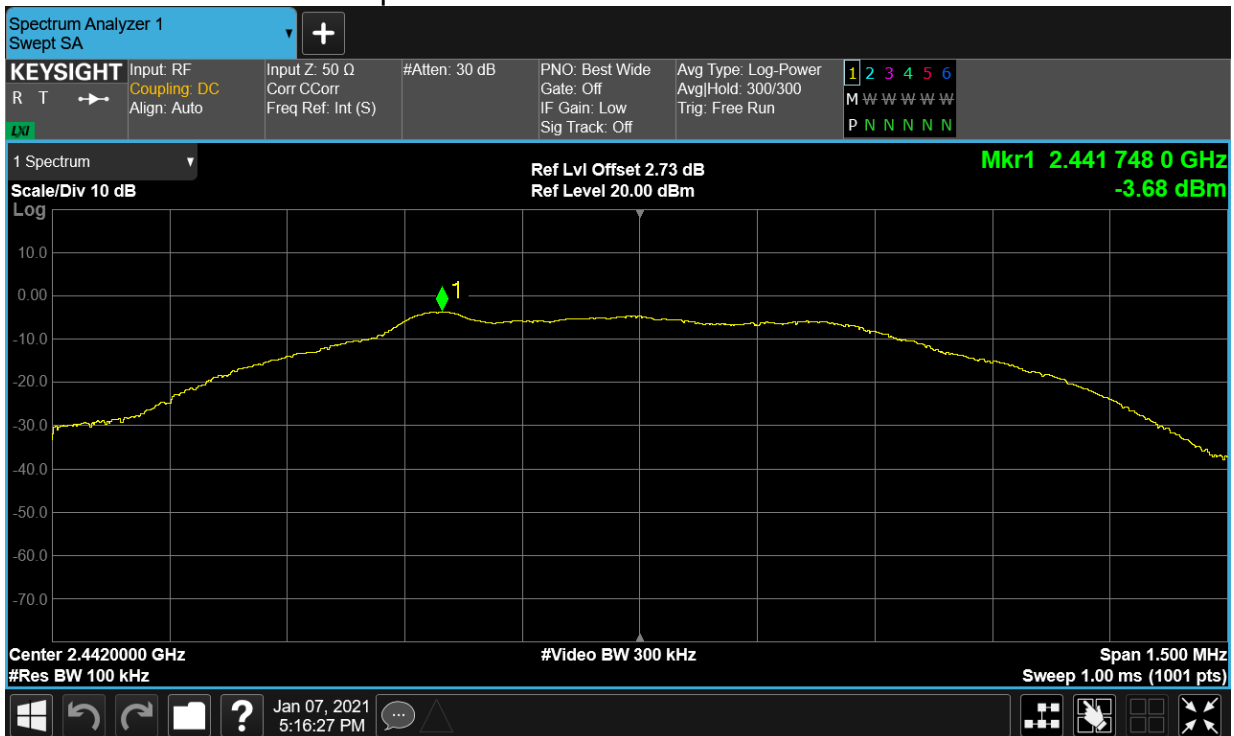 Spectrum Analyzer 1
Swept SA
+
KEYSIGHT
R T
LXI
Input: RF
Coupling: DC
Align: Auto
Input Z: 50 Ω
Corr CCorr
Freq Ref: Int (S)
#Atten: 30 dB
PNO: Best Wide
Gate: Off
IF Gain: Low
Sig Track: Off
Avg Type: Log-Power
Avg|Hold: 300/300
Trig: Free Run
1 2 3 4 5 6
M W W W W W
P N N N N N
1 Spectrum
Scale/Div 10 dB
Ref Lvl Offset 2.73 dB
Ref Level 20.00 dBm
Mkr1 2.441 748 0 GHz
-3.68 dBm
Log
10.0
0.00
-10.0
-20.0
-30.0
-40.0
-50.0
-60.0
-70.0
1
Center 2.4420000 GHz
#Res BW 100 kHz
#Video BW 300 kHz
Span 1.500 MHz
Sweep 1.00 ms (1001 pts)
?
Jan 07, 2021
5:16:27 PM